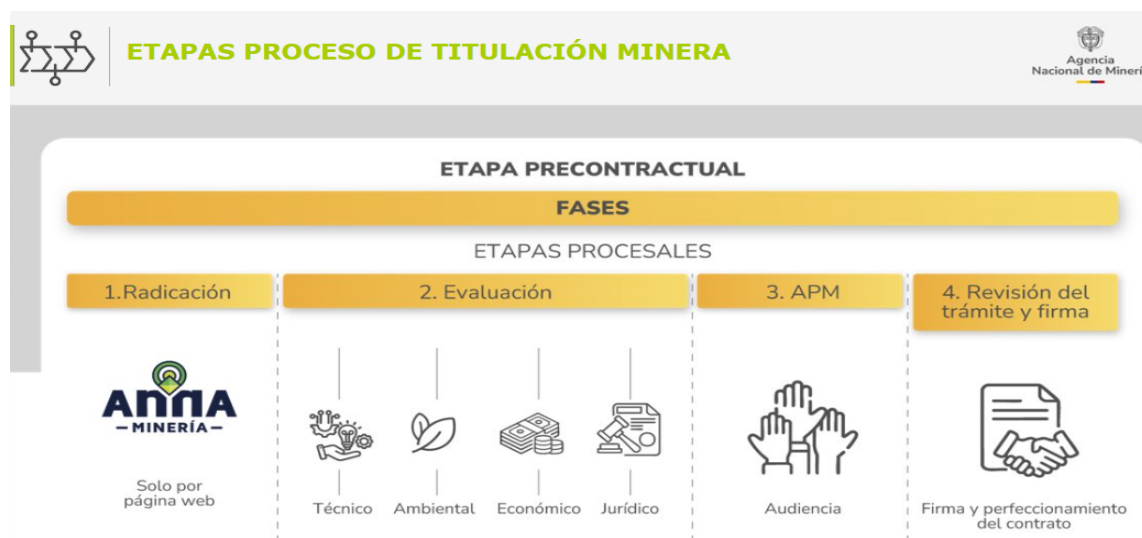 ETAPAS PROCESO DE TITULACIÓN MINERA
Agencia
Nacional de Minerí
ETAPA PRECONTRACTUAL
FASES
ETAPAS PROCESALES
1.Radicación
2. Evaluación
3. APM
4. Revisión del
trámite y firma
ANNA
–MINERÍA–
Solo por
página web
Técnico
Ambiental
Económico
Jurídico
Audiencia
Firma y perfeccionamiento
del contrato